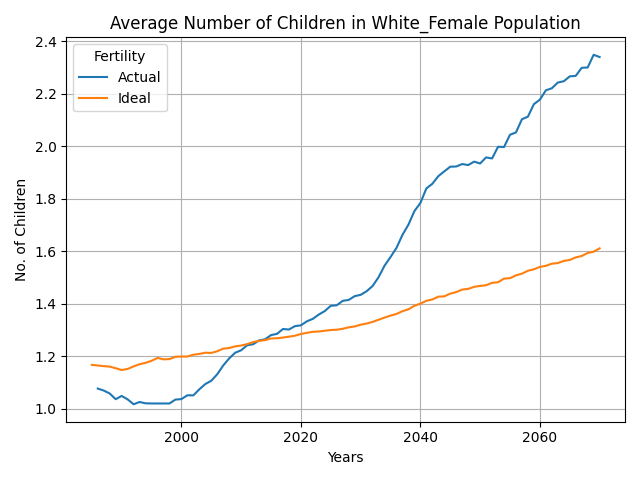 Average Number of Children in White_Female Population
Fertility
Actual
Ideal
2.4
2.2
2.0
1.8
1.6
1.4
1.2
1.0
No. of Children
2000
2020
2040
2060
Years